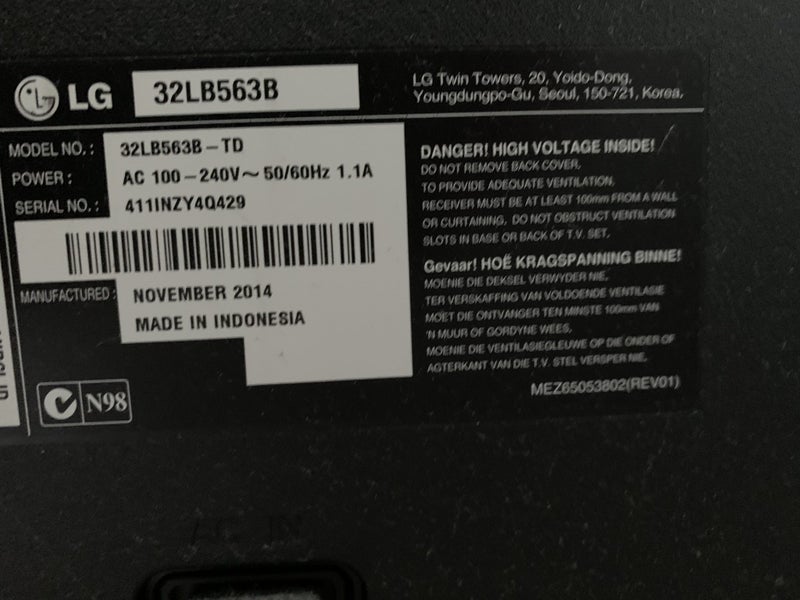 LG 32LB563B
LG Twin Towers, 20, Yoido-Dong,
Youngdungpo-Gu, Seoul, 150-721, Korea.
MODEL NO. : 32LB563B-TD
POWER : AC 100-240V~ 50/60Hz 1.1A
SERIAL NO. : 411INZY4Q429
MANUFACTURED : NOVEMBER 2014
MADE IN INDONESIA
N98
DANGER! HIGH VOLTAGE INSIDE!
DO NOT REMOVE BACK COVER.
TO PROVIDE ADEQUATE VENTILATION,
RECEIVER MUST BE AT LEAST 100mm FROM A WALL
OR CURTAINING. DO NOT OBSTRUCT VENTILATION
SLOTS IN BASE OR BACK OF T.V. SET.
Gevaar! HOË KRAGSPANNING BINNE!
MOENIE DIE DEKSEL VERWYDER NIE.
TER VERSKAFFING VAN VOLDOENDE VENTILASIE
MOET DIE ONTVANGER TEN MINSTE 100mm VAN
'N MUUR OF GORDYNE WEES.
MOENIE DIE VENTILASIEGLEUWE OP DIE ONDER OF
AGTERKANT VAN DIE T.V. STEL VERSPER NIE.
MEZ65053802(REV01)
AC IN